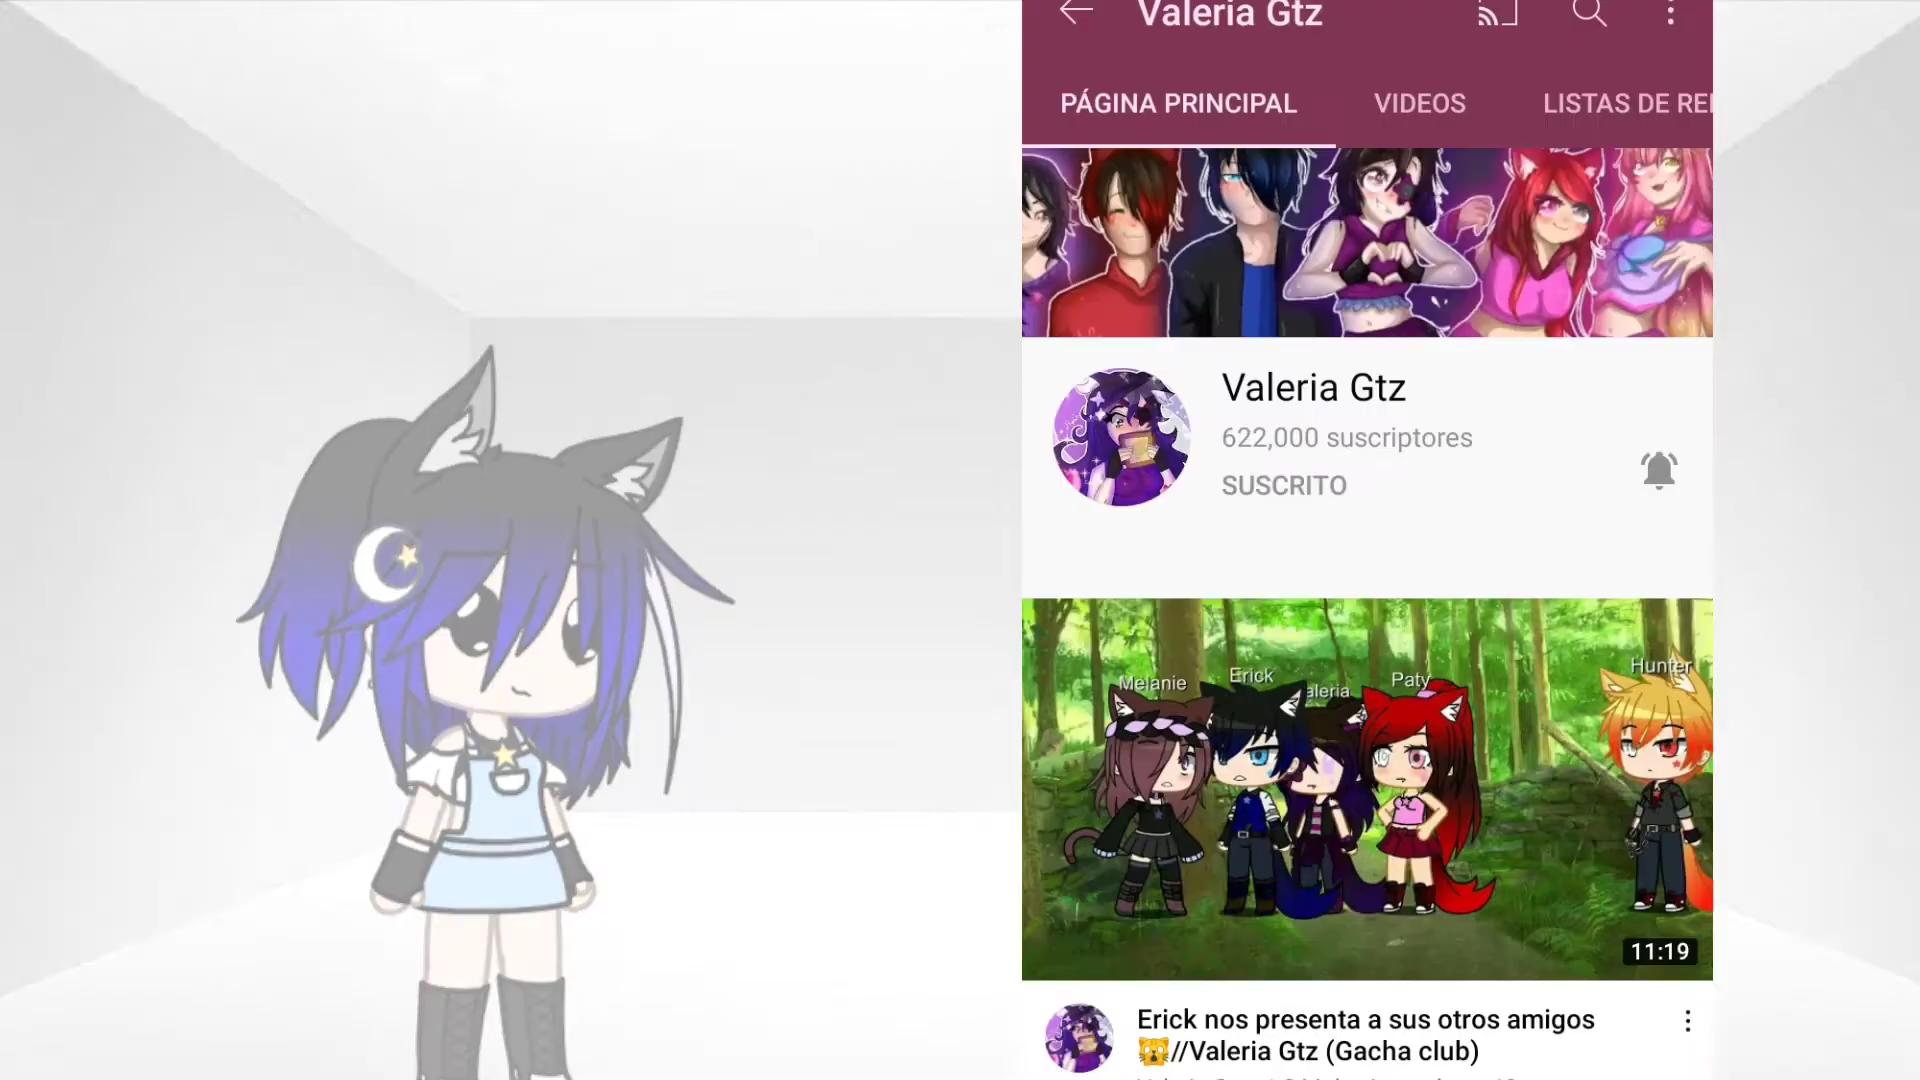 Valeria Gtz
PÁGINA PRINCIPAL VIDEOS LISTAS DE
Valeria Gtz
622,000 suscriptores
SUSCRITO
Melanie Erick aleria Paty Hunter
11:19
Erick nos presenta a sus otros amigos
🙀//Valeria Gtz (Gacha club)